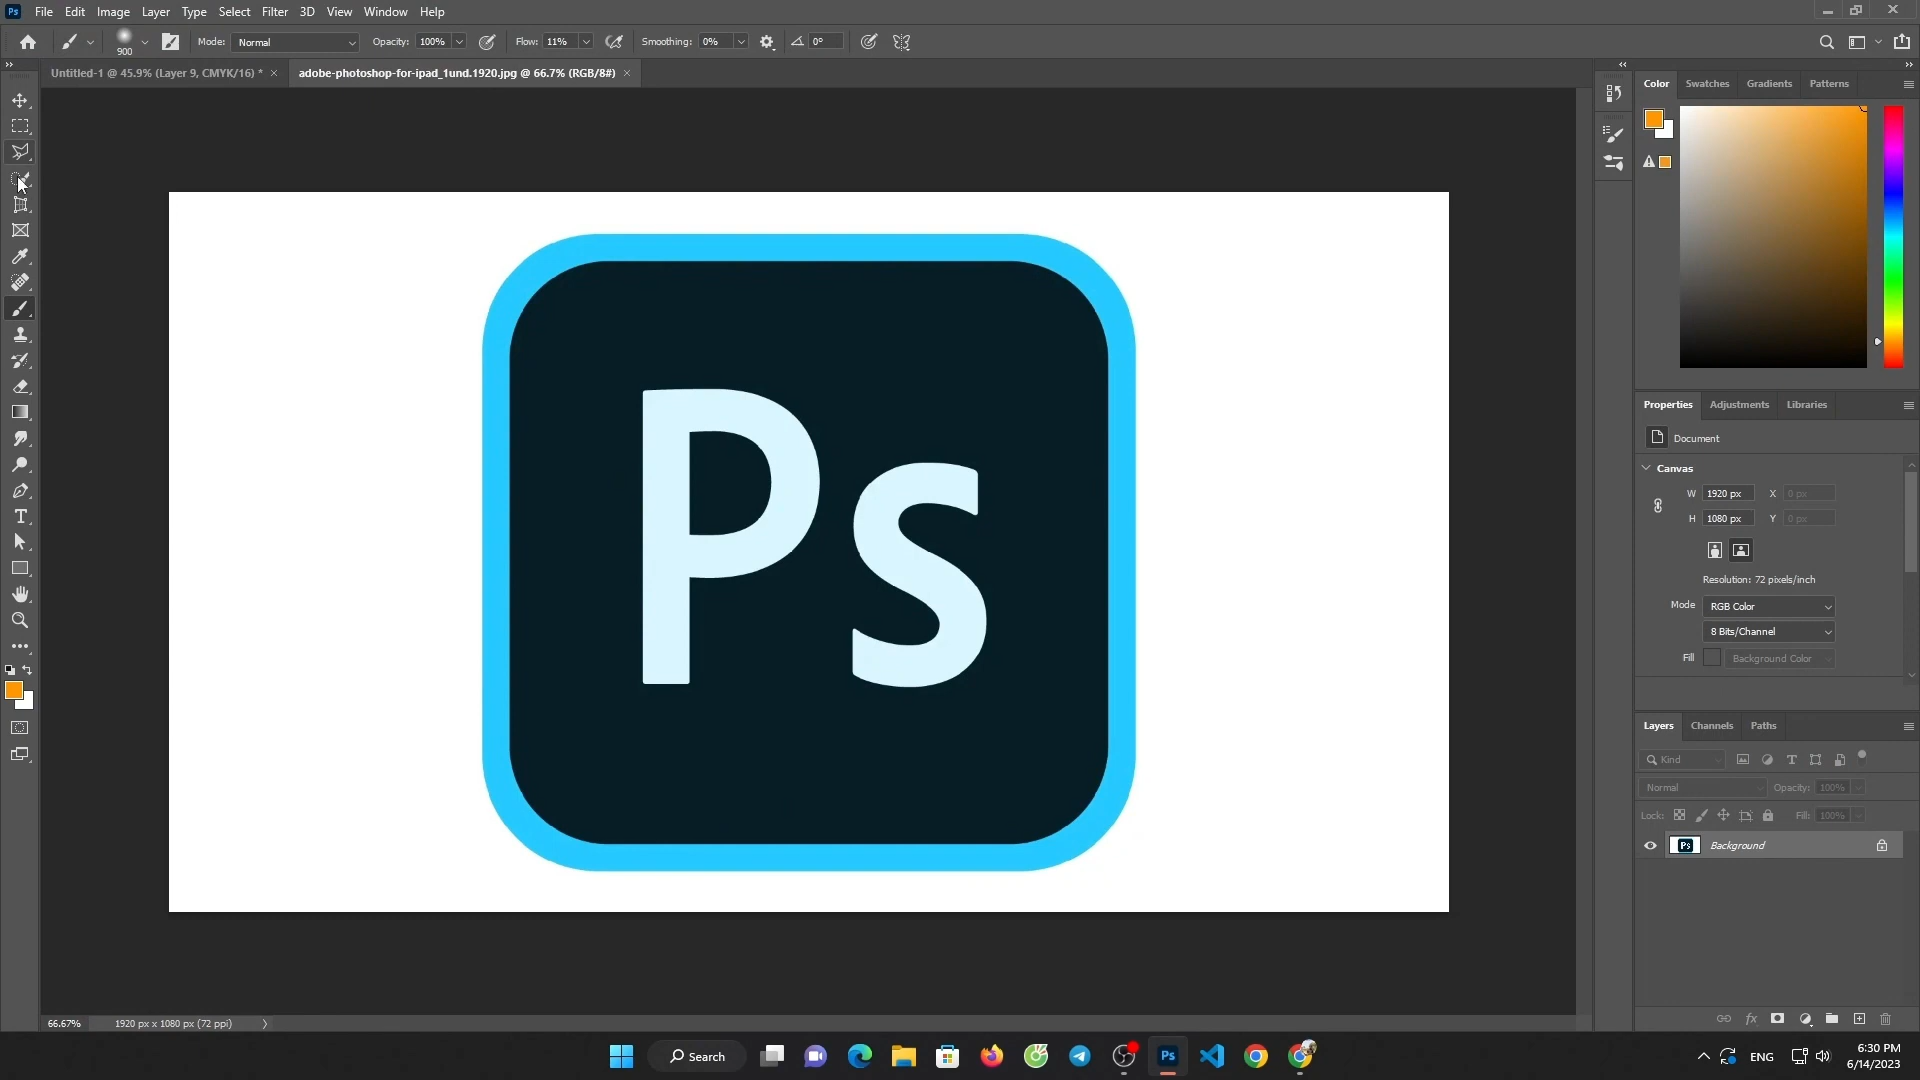 Ps File Edit Image Layer Type Select Filter 3D View Window Help
900 Mode: Normal Opacity: 100% Flow: 11% Smoothing: 0% 0°
Untitled-1 @ 45.9% (Layer 9, CMYK/16) * × adobe-photoshop-for-ipad_1und.1920.jpg @ 66.7% (RGB/8#) ×
Color Swatches Gradients Patterns
Ps
Properties Adjustments Libraries
Document
Canvas
W 1920 px X 0 px
H 1080 px Y 0 px
Resolution: 72 pixels/inch
Mode RGB Color
8 Bits/Channel
Fill Background Color
Layers Channels Paths
Kind
Normal Opacity: 100%
Lock: Fill: 100%
Ps Background
66.67% 1920 px x 1080 px (72 ppi)
Search Ps ENG 6:30 PM
6/14/2023